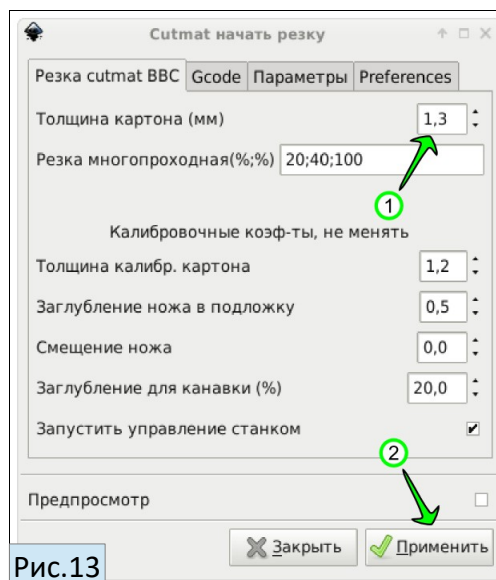 Cutmat начать резку
Резка cutmat BBC Gcode Параметры Preferences
Толщина картона (мм) 1,3
Резка многопроходная(%;%) 20;40;100
1
Калибровочные коэф-ты, не менять
Толщина калибр. картона 1,2
Заглубление ножа в подложку 0,5
Смещение ножа 0,0
Заглубление для канавки (%) 20,0
Запустить управление станком
2
Предпросмотр
Закрыть Применить
Рис.13